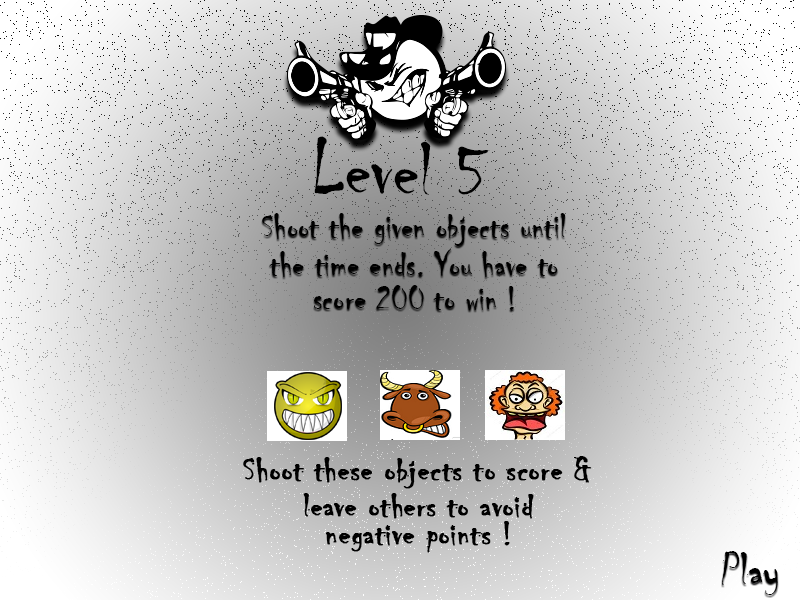 Level 5
Shoot the given objects until
the time ends. You have to
score 200 to win !
Shoot these objects to score &
leave others to avoid
negative points !
Play